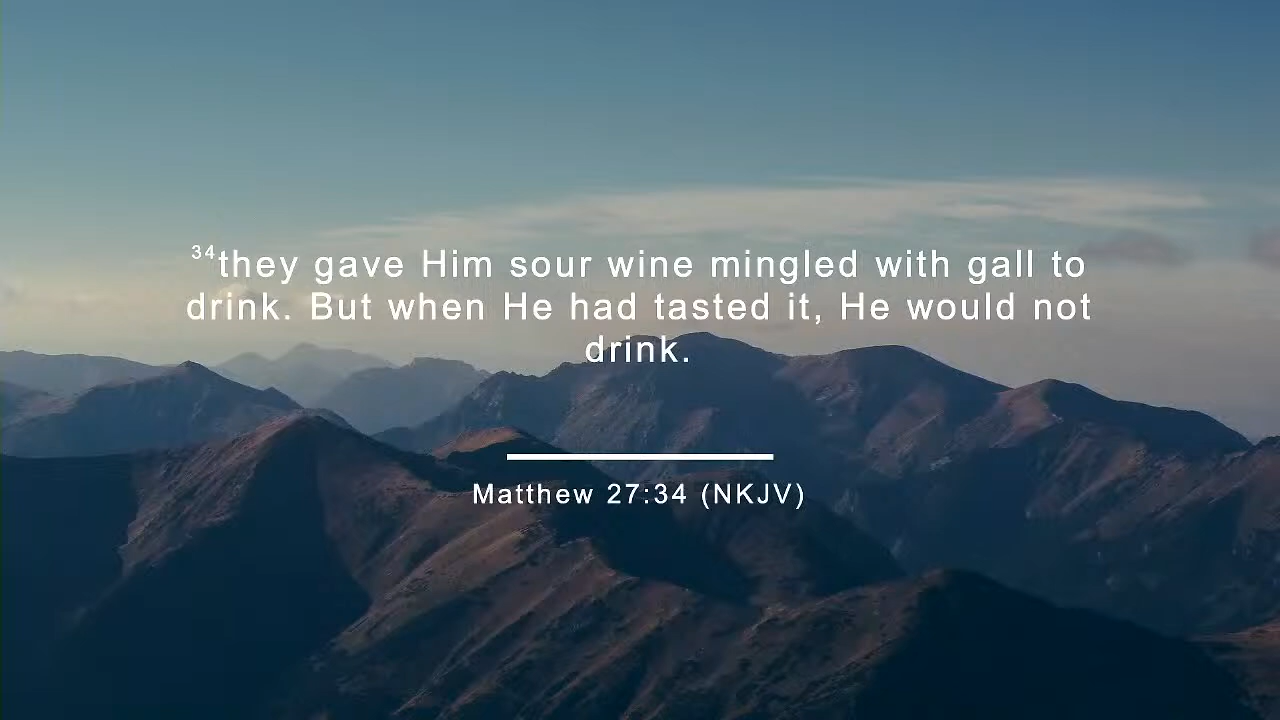 34they gave Him sour wine mingled with gall to
drink. But when He had tasted it, He would not
drink.
Matthew 27:34 (NKJV)